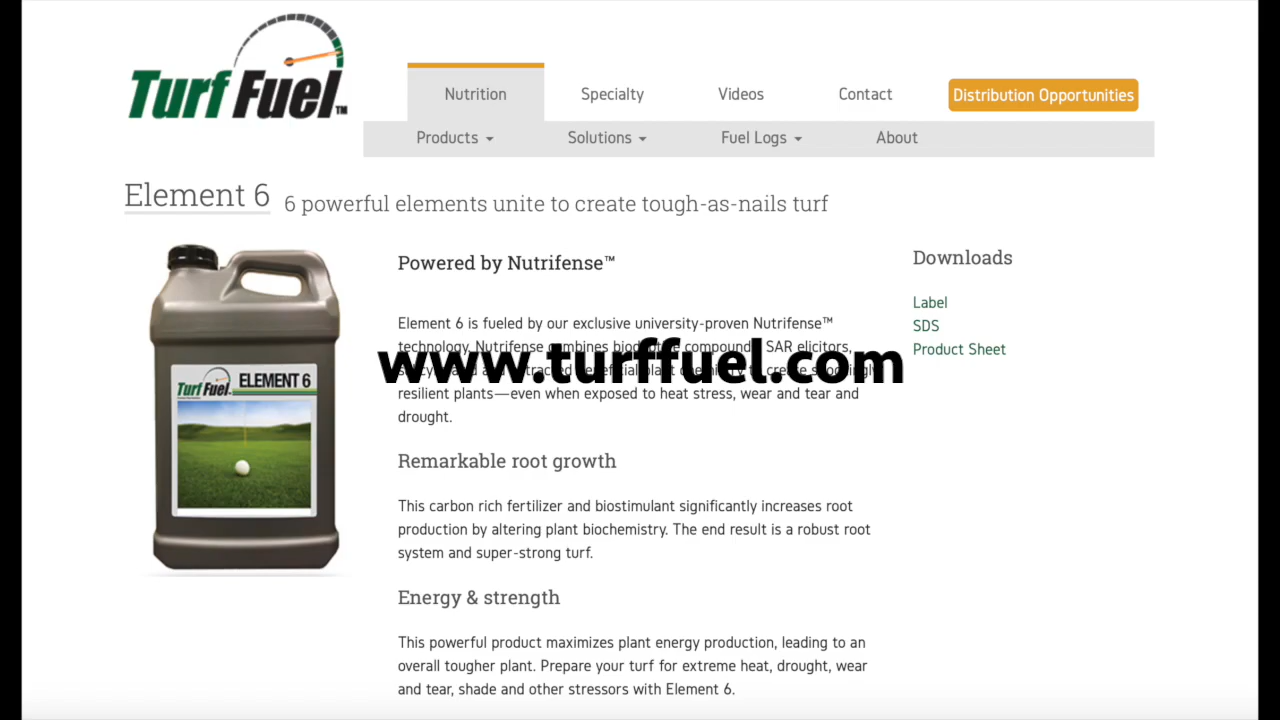 Turf Fuel™
Nutrition
Specialty
Videos
Contact
Distribution Opportunities
Products
Solutions
Fuel Logs
About
Element 6
6 powerful elements unite to create tough-as-nails turf
Turf Fuel
ELEMENT 6
Powered by Nutrifense™
Element 6 is fueled by our exclusive university-proven Nutrifense™
technology. Nutrifense combines compounds, SAR elicitors,
www.turffuel.com
resilient plants—even when exposed to heat stress, wear and tear and
drought.
Remarkable root growth
This carbon rich fertilizer and biostimulant significantly increases root
production by altering plant biochemistry. The end result is a robust root
system and super-strong turf.
Energy & strength
This powerful product maximizes plant energy production, leading to an
overall tougher plant. Prepare your turf for extreme heat, drought, wear
and tear, shade and other stressors with Element 6.
Downloads
Label
SDS
Product Sheet